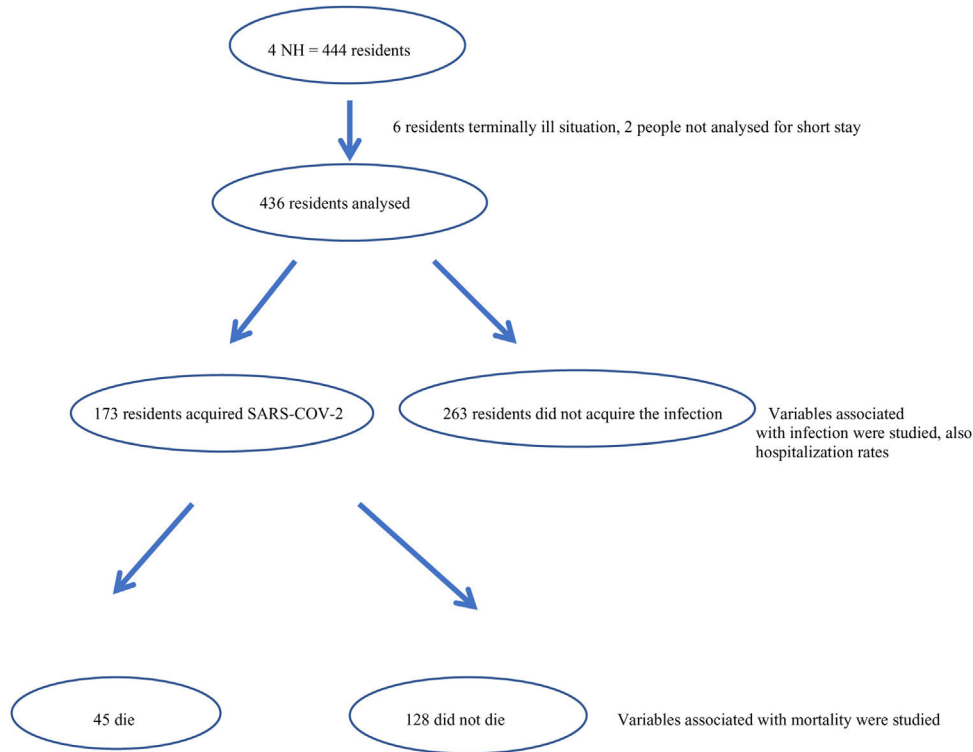 4 NH = 444 residents
6 residents terminally ill situation, 2 people not analysed for short stay
436 residents analysed
173 residents acquired SARS-COV-2
263 residents did not acquire the infection
Variables associated
with infection were studied, also
hospitalization rates
45 die
128 did not die
Variables associated with mortality were studied